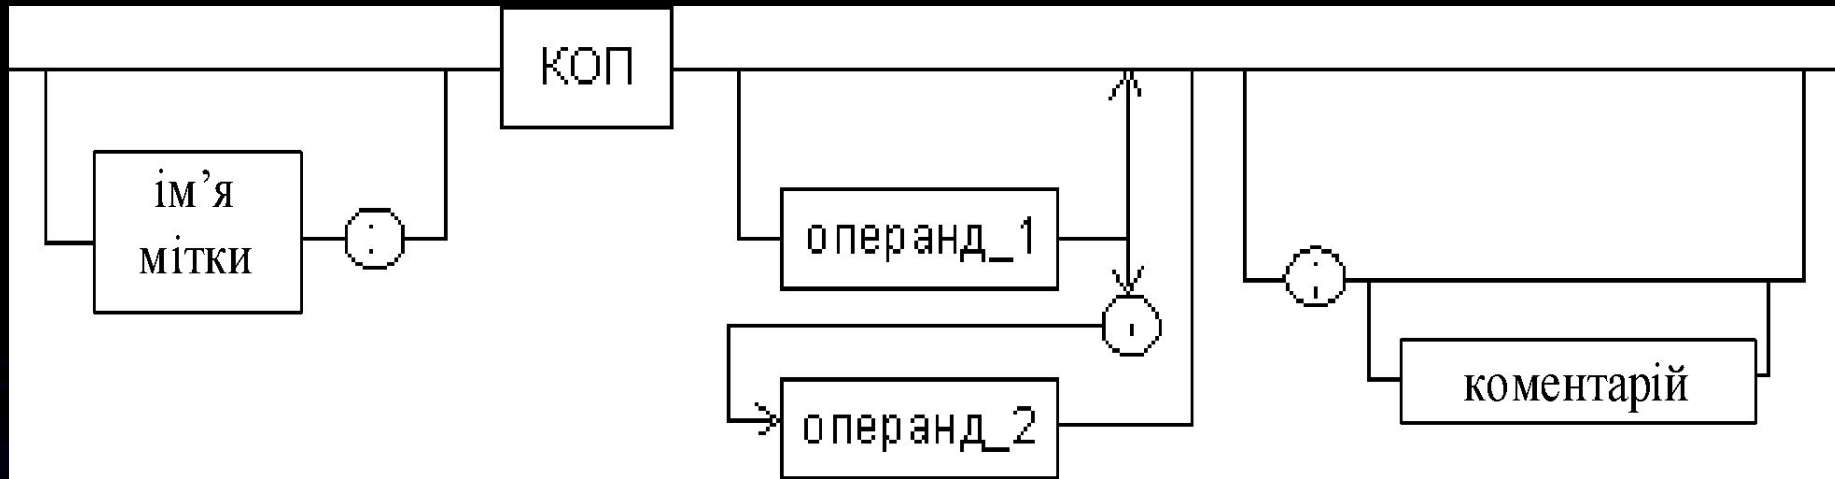 КОП
ім’я
мітки
:
операнд_1
,
операнд_2
;
коментарій